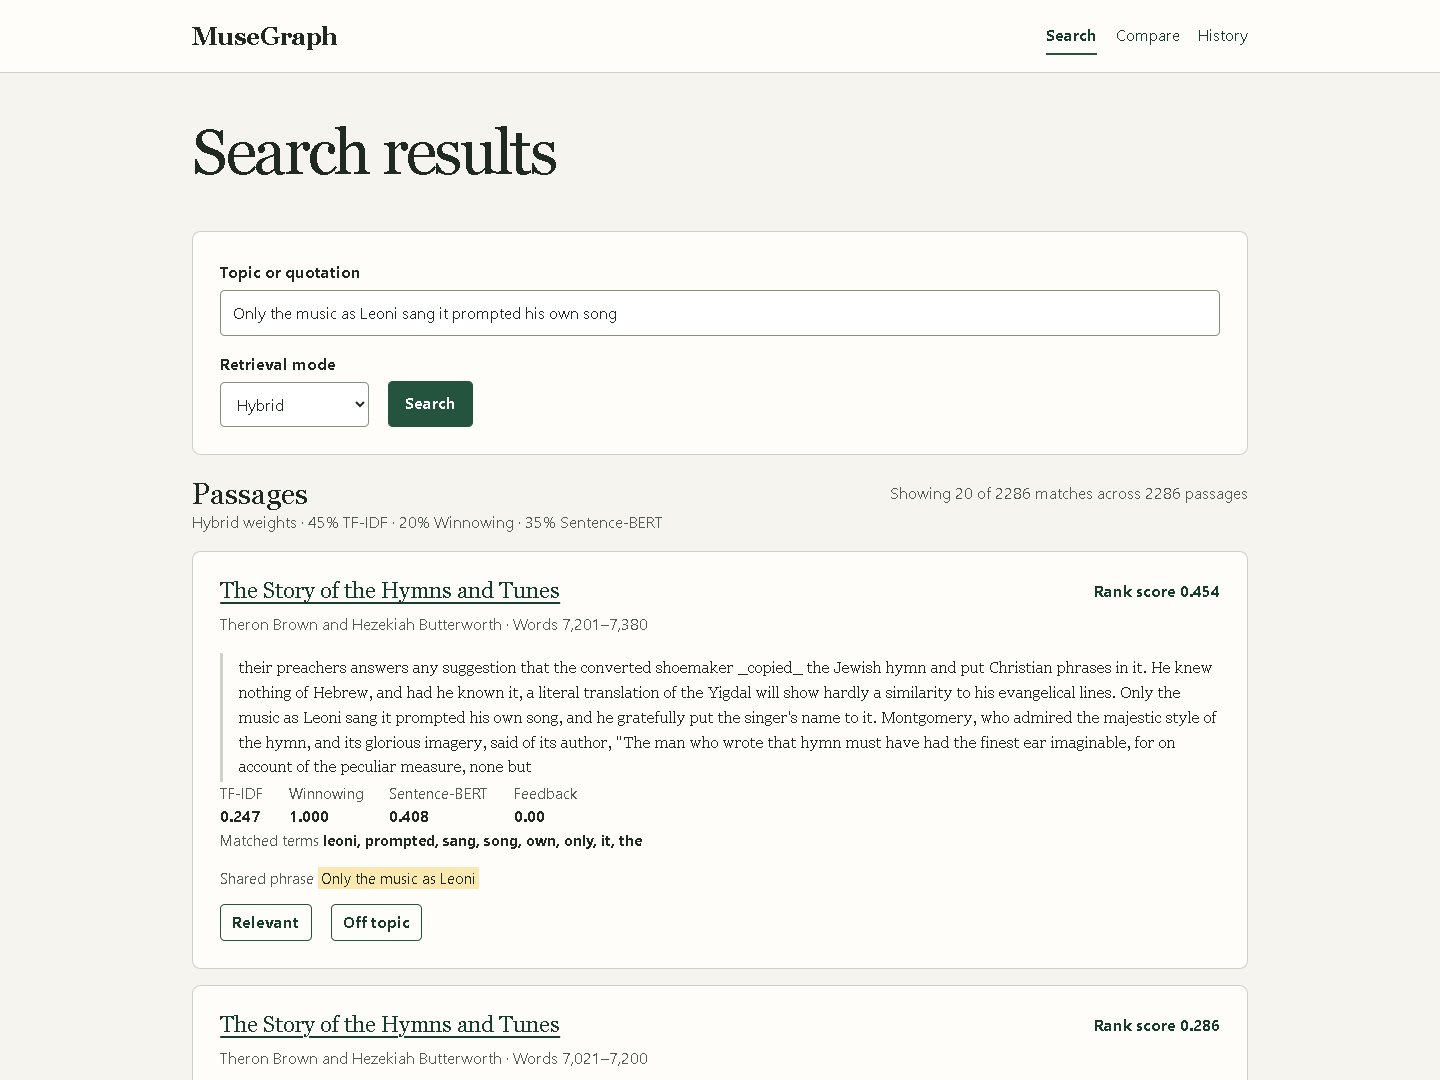 MuseGraph
Search Compare History
Search results
Topic or quotation
Only the music as Leoni sang it prompted his own song
Retrieval mode
Hybrid
Search
Passages
Showing 20 of 2286 matches across 2286 passages
Hybrid weights · 45% TF-IDF · 20% Winnowing · 35% Sentence-BERT
The Story of the Hymns and Tunes
Rank score 0.454
Theron Brown and Hezekiah Butterworth · Words 7,201–7,380
their preachers answers any suggestion that the converted shoemaker _copied_ the Jewish hymn and put Christian phrases in it. He knew
nothing of Hebrew, and had he known it, a literal translation of the Yigdal will show hardly a similarity to his evangelical lines. Only the
music as Leoni sang it prompted his own song, and he gratefully put the singer's name to it. Montgomery, who admired the majestic style of
the hymn, and its glorious imagery, said of its author, "The man who wrote that hymn must have had the finest ear imaginable, for on
account of the peculiar measure, none but
TF-IDF Winnowing Sentence-BERT Feedback
0.247 1.000 0.408 0.00
Matched terms leoni, prompted, sang, song, own, only, it, the
Shared phrase Only the music as Leoni
Relevant Off topic
The Story of the Hymns and Tunes
Rank score 0.286
Theron Brown and Hezekiah Butterworth · Words 7,021–7,200